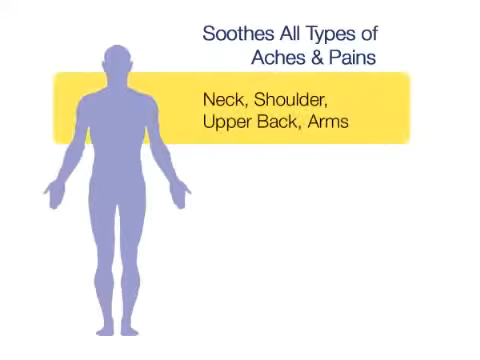 Soothes All Types of
Aches & Pains
Neck, Shoulder,
Upper Back, Arms